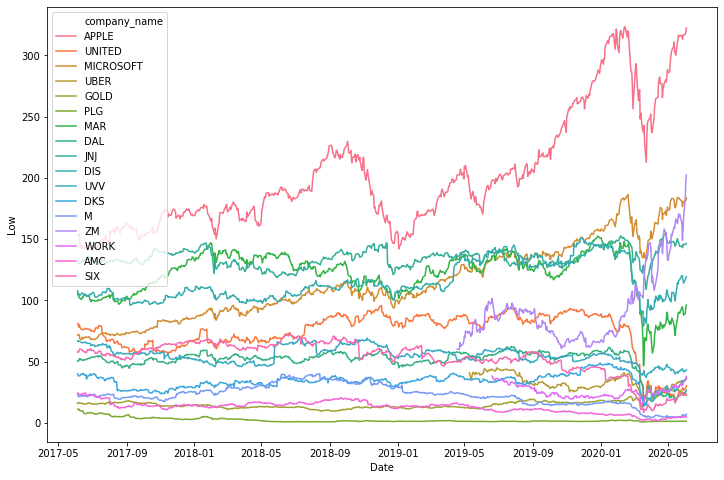 company_name
APPLE
UNITED
MICROSOFT
UBER
GOLD
PLG
MAR
DAL
JNJ
DIS
UVV
DKS
M
ZM
WORK
AMC
SIX
300
250
200
150
100
50
0
Low
2017-05 2017-09 2018-01 2018-05 2018-09 2019-01 2019-05 2019-09 2020-01 2020-05
Date